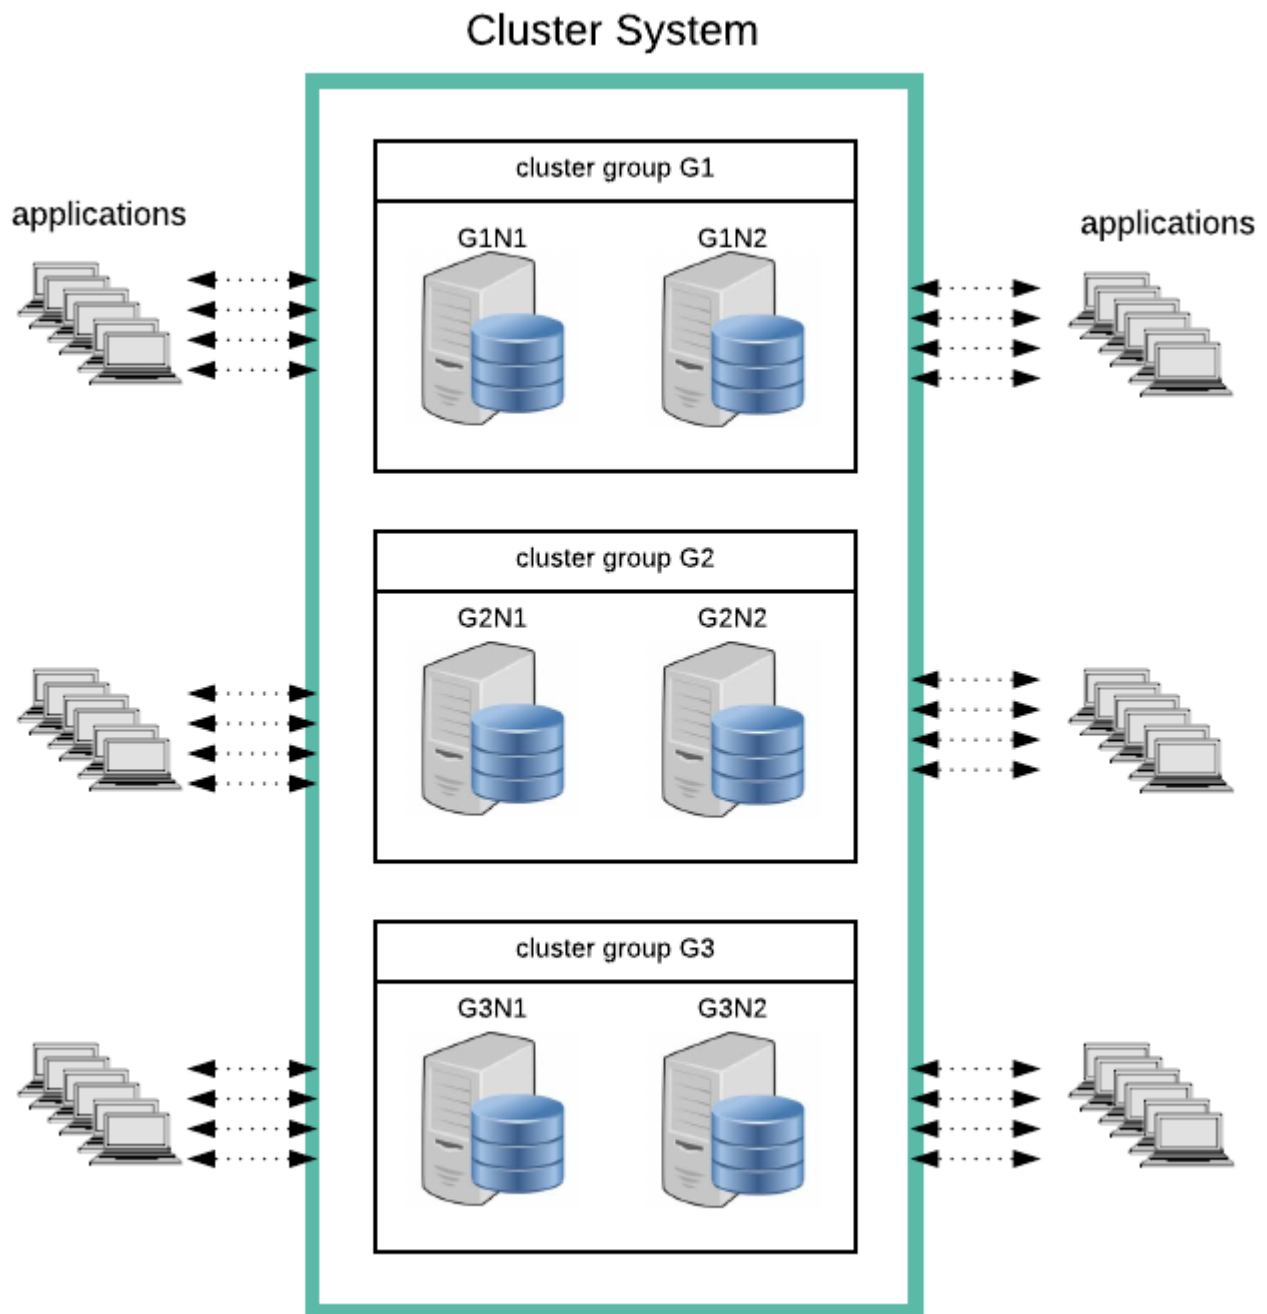 Cluster System
cluster group G1
applications
applications
G1N1
G1N2
cluster group G2
G2N1
G2N2
cluster group G3
G3N1
G3N2